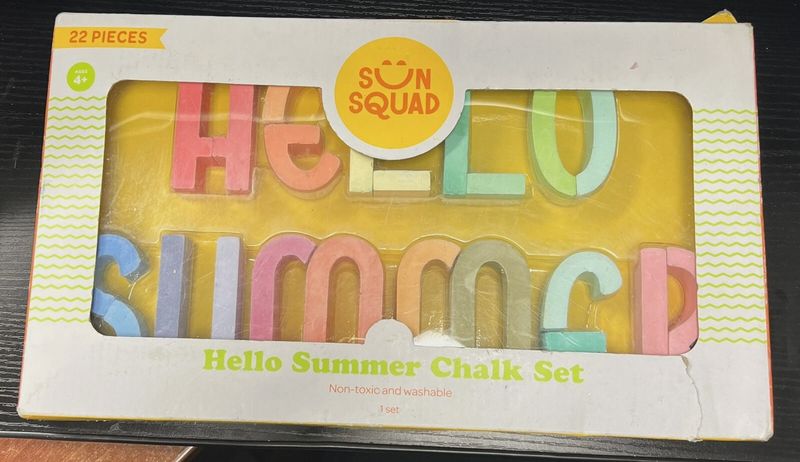 22 PIECES
AGES
4+
SUN
SQUAD
HELLO
SUMMER
Hello Summer Chalk Set
Non-toxic and washable
1 set